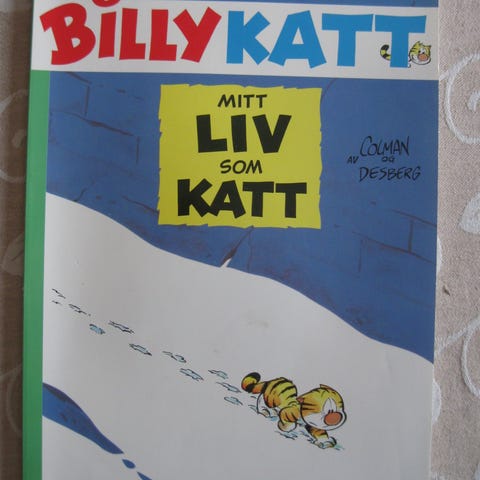 BILLY KATT
MITT
LIV
SOM
KATT
COLMAN
AV OG
DESBERG